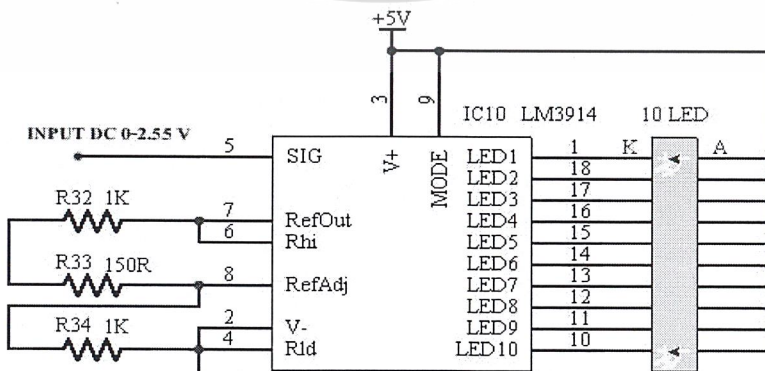 +5V
3
9
IC10 LM3914
10 LED
INPUT DC 0-2.55 V
5
SIG
V+
MODE
LED1
1
K
A
LED2
18
R32 1K
7
RefOut
LED3
17
6
Rhi
LED4
16
LED5
15
R33 150R
8
RefAdj
LED6
14
LED7
13
LED8
12
R34 1K
2
V-
LED9
11
4
Rld
LED10
10